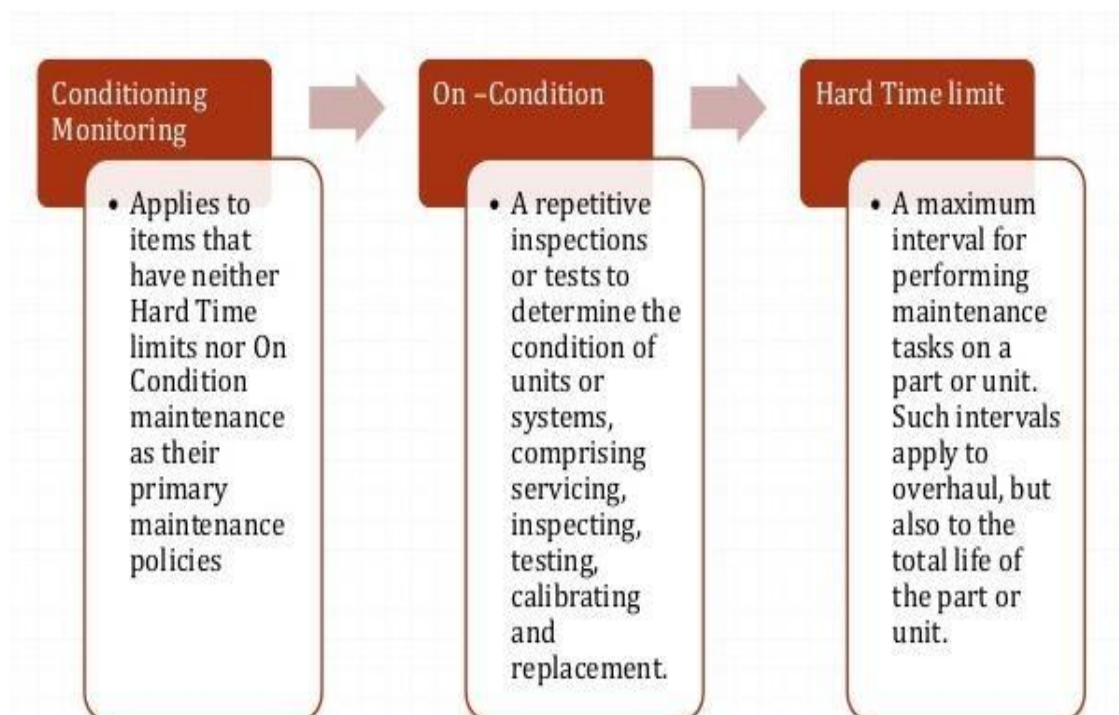 Conditioning
Monitoring
• Applies to
items that
have neither
Hard Time
limits nor On
Condition
maintenance
as their
primary
maintenance
policies
On –Condition
• A repetitive
inspections
or tests to
determine the
condition of
units or
systems,
comprising
servicing,
inspecting,
testing,
calibrating
and
replacement.
Hard Time limit
• A maximum
interval for
performing
maintenance
tasks on a
part or unit.
Such intervals
apply to
overhaul, but
also to the
total life of
the part or
unit.